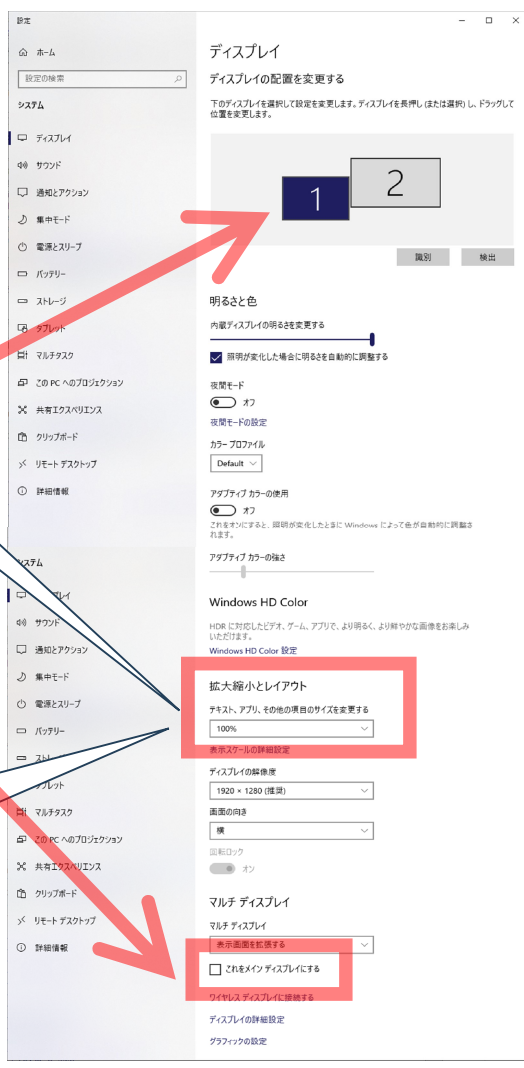 設定
ホーム
設定の検索
システム
ディスプレイ
サウンド
通知とアクション
集中モード
電源とスリープ
バッテリー
ストレージ
タブレット
マルチタスク
この PC へのプロジェクション
共有エクスペリエンス
クリップボード
リモート デスクトップ
詳細情報
ディスプレイ
ディスプレイの配置を変更する
下のディスプレイを選択して設定を変更します。ディスプレイを長押し (または選択) し、ドラッグして
位置を変更します。
1
2
識別
検出
明るさと色
内蔵ディスプレイの明るさを変更する
照明が変化した場合に明るさを自動的に調整する
夜間モード
オフ
夜間モードの設定
カラー プロファイル
Default
アダプティブ カラーの使用
オフ
これをオンにすると、照明が変化したときに Windows によって色が自動的に調整さ
れます。
アダプティブ カラーの強さ
システム
ディスプレイ
サウンド
通知とアクション
集中モード
電源とスリープ
バッテリー
タブレット
マルチタスク
この PC へのプロジェクション
共有エクスペリエンス
クリップボード
リモート デスクトップ
詳細情報
Windows HD Color
HDR に対応したビデオ、ゲーム、アプリで、より明るく、より鮮やかな画像をお楽しみ
いただけます。
Windows HD Color 設定
拡大縮小とレイアウト
テキスト、アプリ、その他の項目のサイズを変更する
100%
表示スケールの詳細設定
ディスプレイの解像度
1920 × 1280 (推奨)
画面の向き
横
回転ロック
オン
マルチ ディスプレイ
マルチ ディスプレイ
表示画面を拡張する
これをメイン ディスプレイにする
ワイヤレス ディスプレイに接続する
ディスプレイの詳細設定
グラフィックの設定